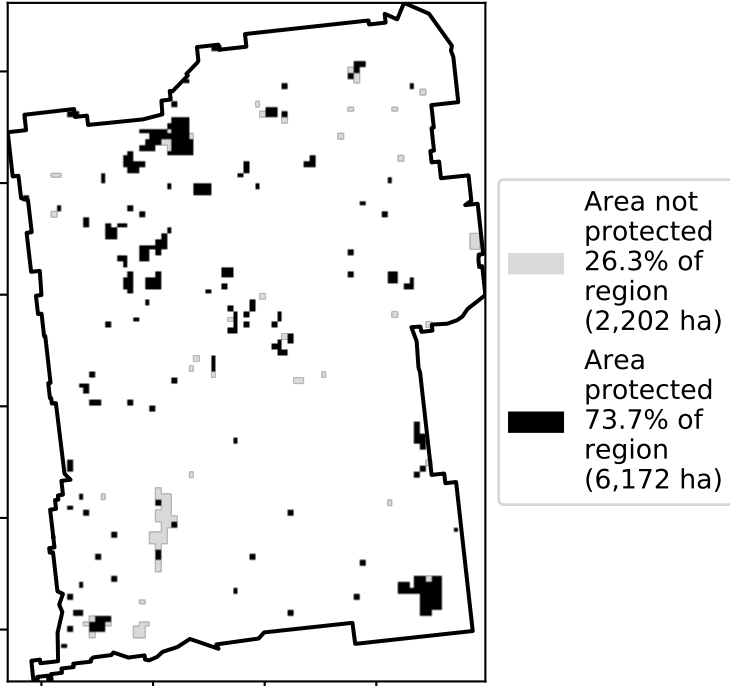 Area not
protected
26.3% of
region
(2,202 ha)
Area
protected
73.7% of
region
(6,172 ha)